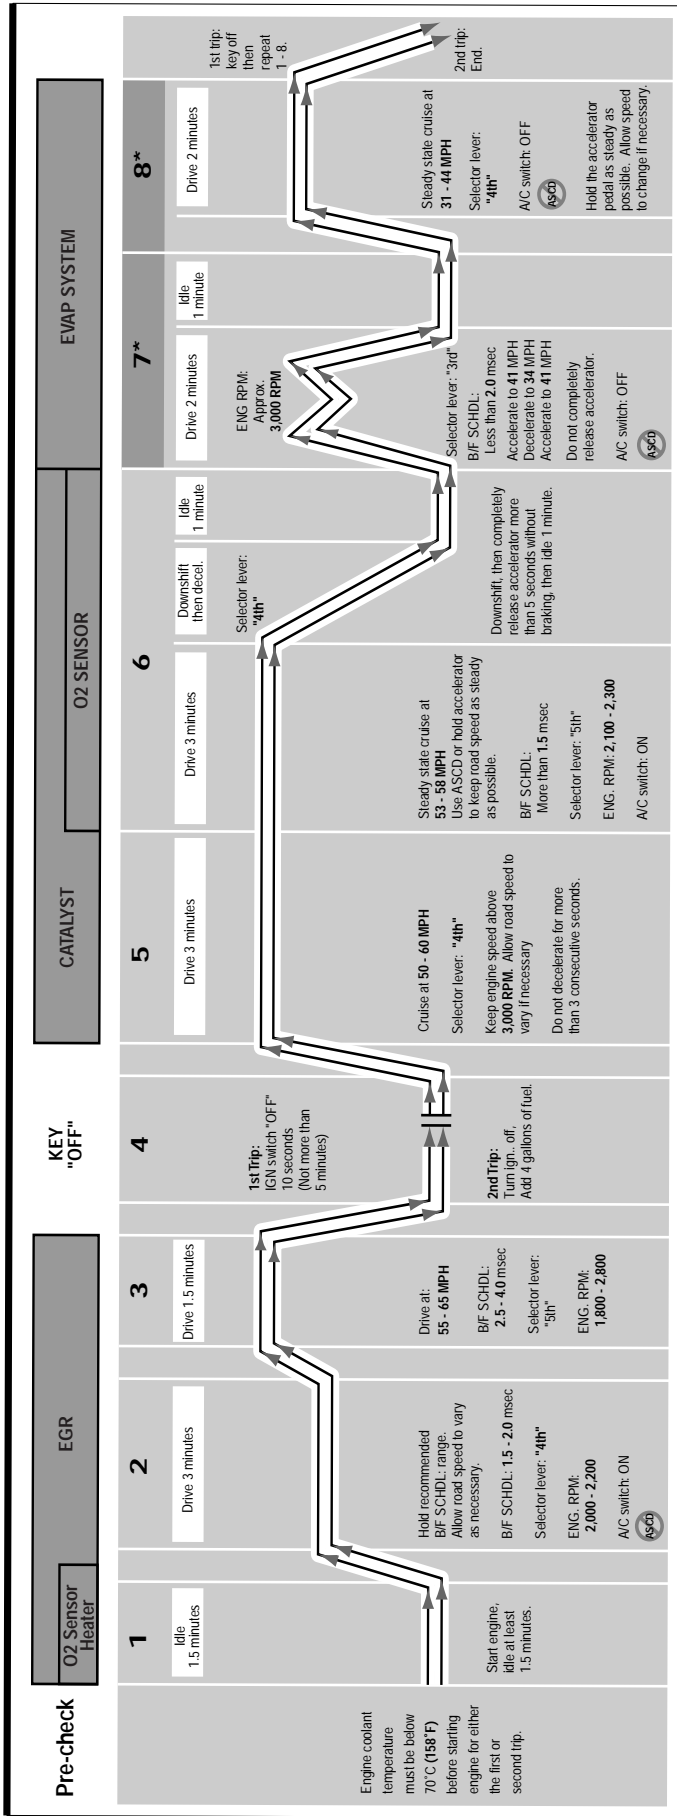 Pre-check
O2 Sensor
Heater
EGR
KEY
"OFF"
CATALYST
O2 SENSOR
EVAP SYSTEM
Engine coolant
temperature
must be below
70˚C (158˚F)
before starting
engine for either
the first or
second trip.
1
Idle
1.5 minutes
Start engine,
idle at least
1.5 minutes.
2
Drive 3 minutes
Hold recommended
B/F SCHDL: range.
Allow road speed to vary
as necessary.
B/F SCHDL: 1.5 - 2.0 msec
Selector lever: "4th"
ENG. RPM:
2,000 - 2,200
A/C switch: ON
ASCD
3
Drive 1.5 minutes
Drive at:
55 - 65 MPH
B/F SCHDL:
2.5 - 4.0 msec
Selector lever:
"5th"
ENG. RPM:
1,800 - 2,800
4
1st Trip:
IGN switch "OFF"
10 seconds
(Not more than
5 minutes)
2nd Trip:
Turn ign.. off,
Add 4 gallons of fuel.
5
Drive 3 minutes
Cruise at 50 - 60 MPH
Selector lever: "4th"
Keep engine speed above
3,000 RPM. Allow road speed to
vary if necessary
Do not decelerate for more
than 3 consecutive seconds.
6
Drive 3 minutes
Steady state cruise at
53 - 58 MPH
Use ASCD or hold accelerator
to keep road speed as steady
as possible.
B/F SCHDL:
More than 1.5 msec
Selector lever: "5th"
ENG. RPM: 2,100 - 2,300
A/C switch: ON
Downshift
then decel.
Selector lever:
"4th"
Idle
1 minute
Downshift, then completely
release accelerator more
than 5 seconds without
braking, then idle 1 minute.
7*
Drive 2 minutes
ENG RPM:
Approx.
3,000 RPM
Selector lever: "3rd"
B/F SCHDL:
Less than 2.0 msec
Accelerate to 41 MPH
Decelerate to 34 MPH
Accelerate to 41 MPH
Do not completely
release accelerator.
A/C switch: OFF
ASCD
Idle
1 minute
8*
Drive 2 minutes
Steady state cruise at
31 - 44 MPH
Selector lever:
"4th"
A/C switch: OFF
ASCD
Hold the accelerator
pedal as steady as
possible. Allow speed
to change if necessary.
1st trip:
key off
then
repeat
1 - 8.
2nd trip:
End.